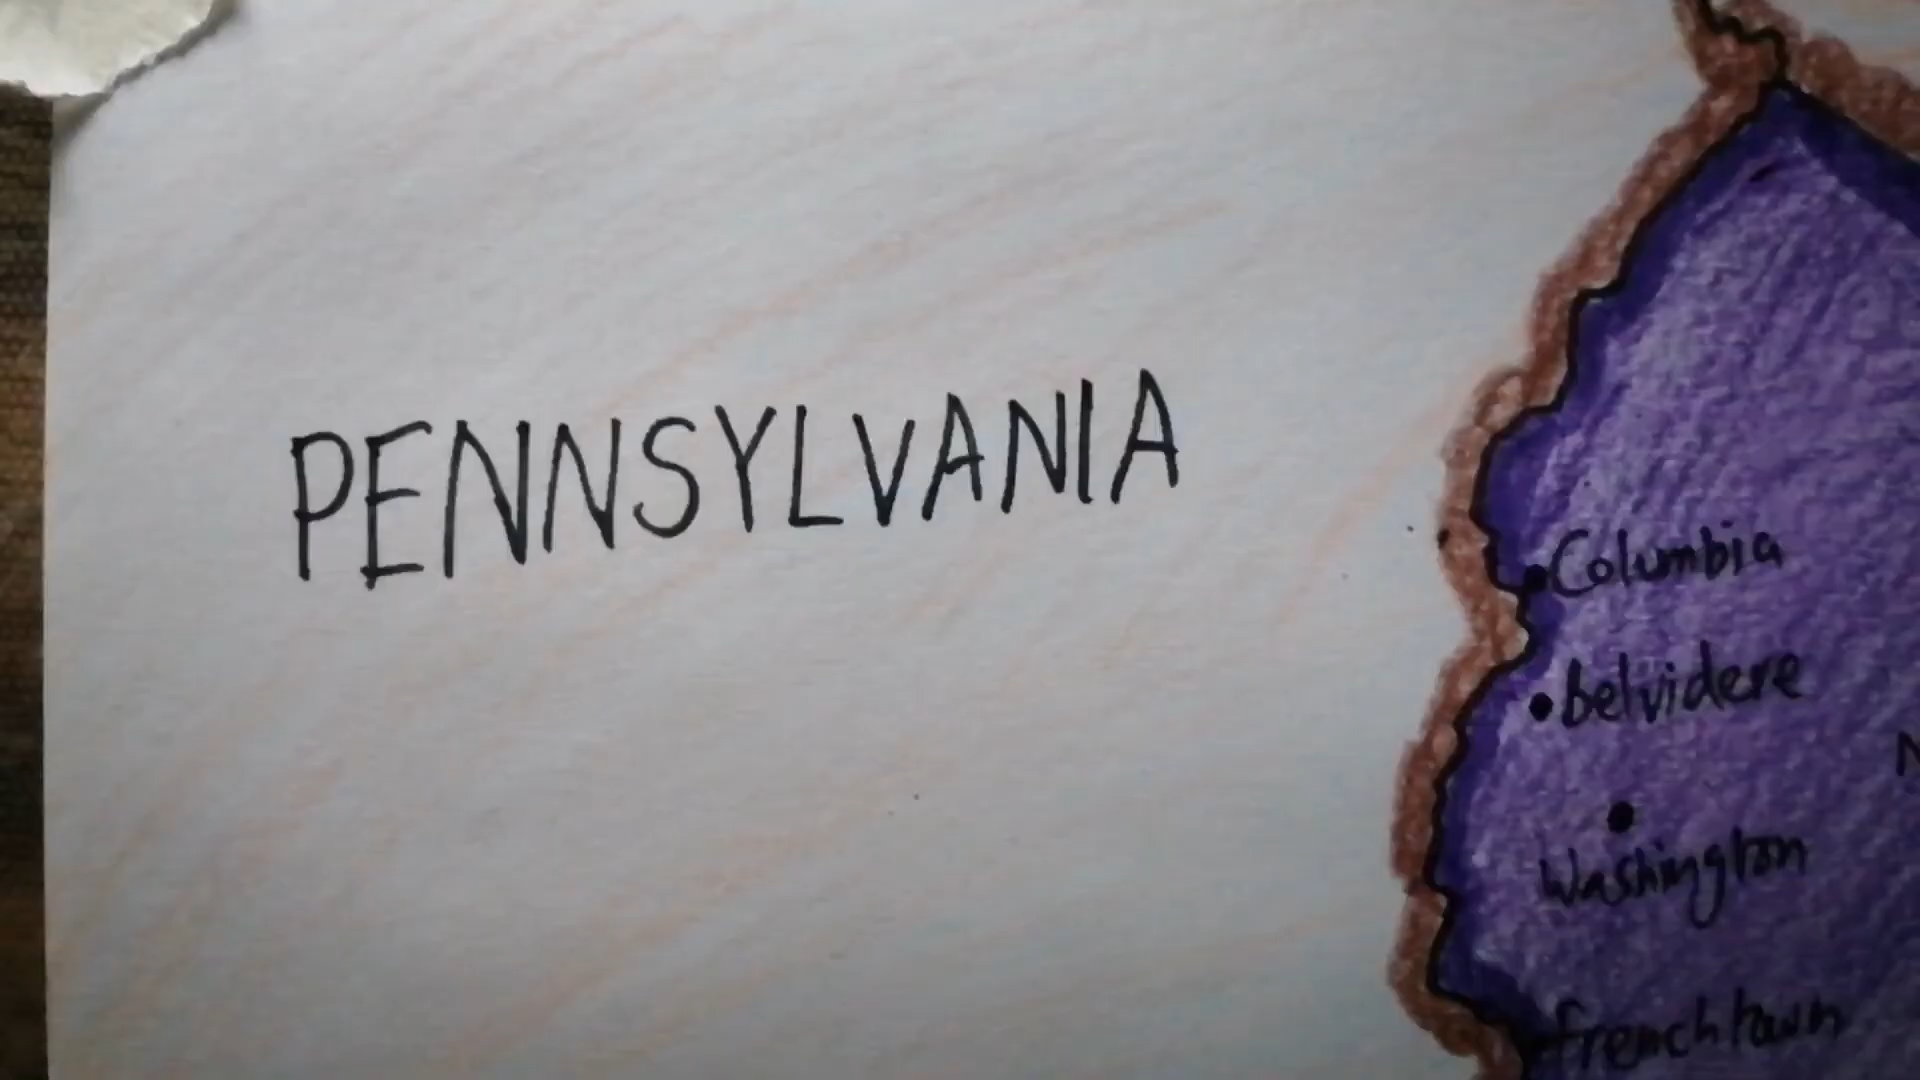 PENNSYLVANIA
Columbia
belvidere
Washington
frenchtown
N